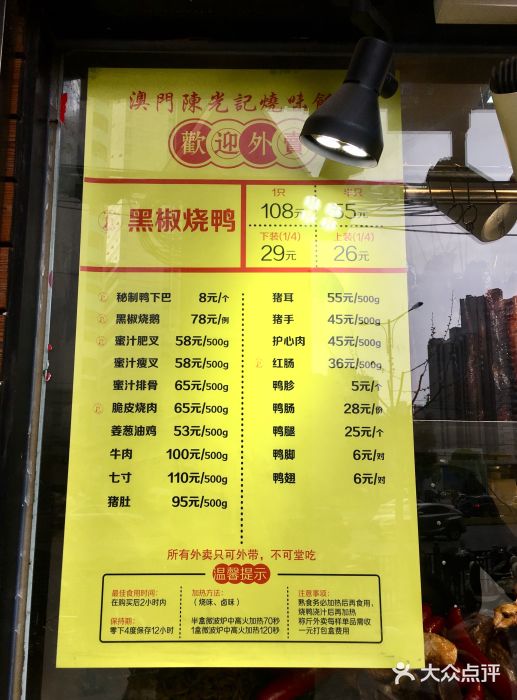 澳門陳光記燒味飯
歡迎外賣
黑椒烧鸭
1只 半只
108元 55元
下装(1/4) 上装(1/4)
29元 26元
秘制鸭下巴 8元/个
黑椒烧鹅 78元/例
蜜汁肥叉 58元/500g
蜜汁瘦叉 58元/500g
蜜汁排骨 65元/500g
脆皮烧肉 65元/500g
姜葱油鸡 53元/500g
牛肉 100元/500g
七寸 110元/500g
猪肚 95元/500g
猪耳 55元/500g
猪手 45元/500g
护心肉 45元/500g
红肠 36元/500g
鸭胗 5元/个
鸭肠 28元/份
鸭腿 25元/个
鸭脚 6元/对
鸭翅 6元/对
所有外卖只可外带，不可堂吃
温馨提示
最佳食用时间：
在购买后2小时内
保持期：
零下4度保存12小时
加热方法：
（烧味、卤味）
半盒微波炉中高火加热70秒
1盒微波炉中高火加热120秒
注意事项：
熟食务必加热后再食用，
烧鸭浇汁后再加热
称斤外卖每样单品需收
一元打包盒费用
大众点评